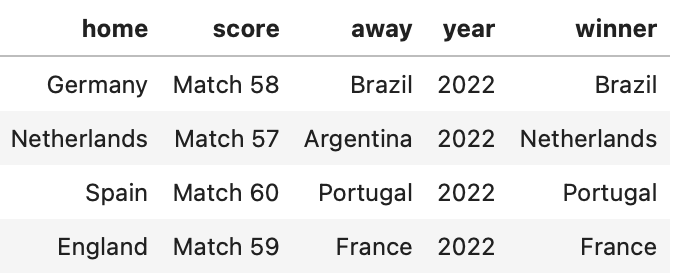 home score away year winner
Germany Match 58 Brazil 2022 Brazil
Netherlands Match 57 Argentina 2022 Netherlands
Spain Match 60 Portugal 2022 Portugal
England Match 59 France 2022 France